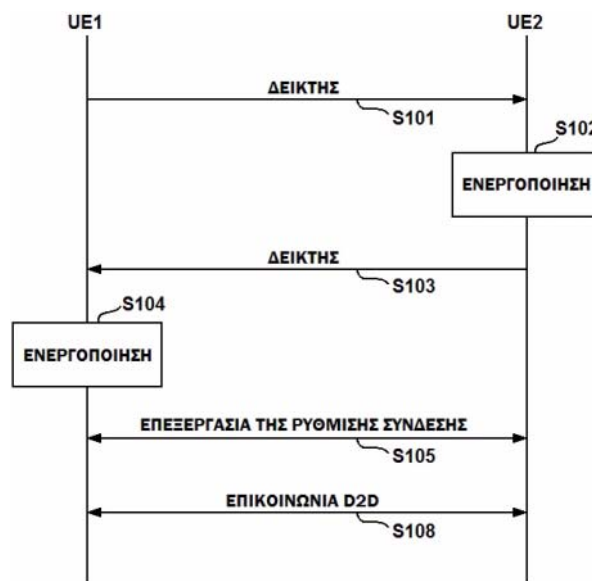 UE1
UE2
ΔΕΙΚΤΗΣ
S101
S102
ΕΝΕΡΓΟΠΟΙΗΣΗ
ΔΕΙΚΤΗΣ
S103
S104
ΕΝΕΡΓΟΠΟΙΗΣΗ
ΕΠΕΞΕΡΓΑΣΙΑ ΤΗΣ ΡΥΘΜΙΣΗΣ ΣΥΝΔΕΣΗΣ
S105
ΕΠΙΚΟΙΝΩΝΙΑ D2D
S108